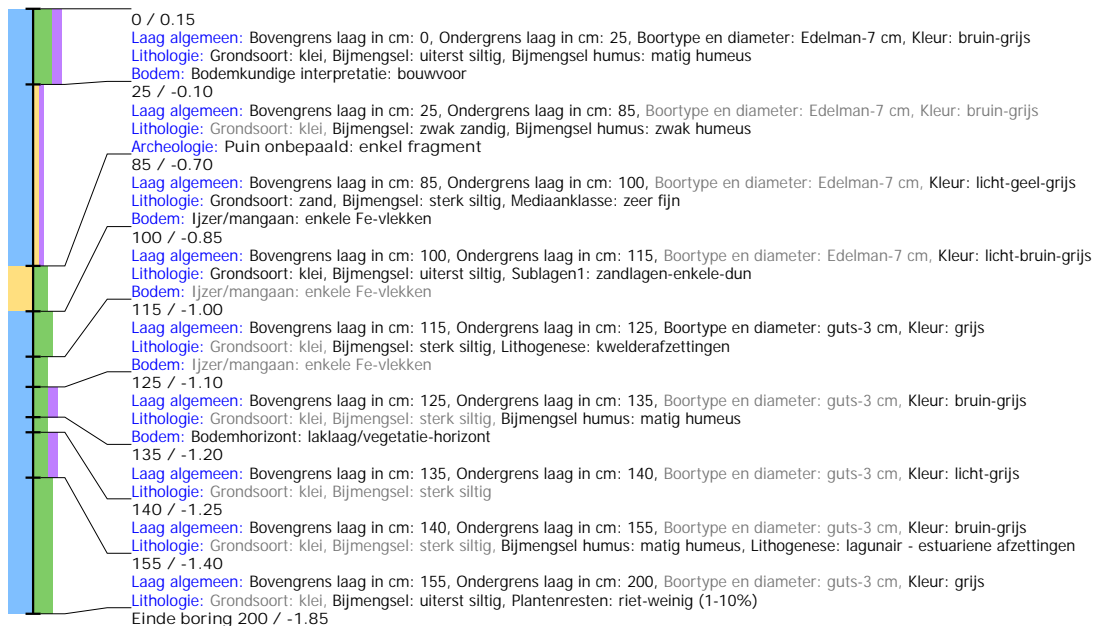 0 / 0.15
Laag algemeen: Bovengrens laag in cm: 0, Ondergrens laag in cm: 25, Boortype en diameter: Edelman-7 cm, Kleur: bruin-grijs
Lithologie: Grondsoort: klei, Bijmengsel: uiterst siltig, Bijmengsel humus: matig humeus
Bodem: Bodemkundige interpretatie: bouwvoor
25 / -0.10
Laag algemeen: Bovengrens laag in cm: 25, Ondergrens laag in cm: 85, Boortype en diameter: Edelman-7 cm, Kleur: bruin-grijs
Lithologie: Grondsoort: klei, Bijmengsel: zwak zandig, Bijmengsel humus: zwak humeus
Archeologie: Puin onbepaald: enkel fragment
85 / -0.70
Laag algemeen: Bovengrens laag in cm: 85, Ondergrens laag in cm: 100, Boortype en diameter: Edelman-7 cm, Kleur: licht-geel-grijs
Lithologie: Grondsoort: zand, Bijmengsel: sterk siltig, Mediaanklasse: zeer fijn
Bodem: Ijzer/mangaan: enkele Fe-vlekken
100 / -0.85
Laag algemeen: Bovengrens laag in cm: 100, Ondergrens laag in cm: 115, Boortype en diameter: Edelman-7 cm, Kleur: licht-bruin-grijs
Lithologie: Grondsoort: klei, Bijmengsel: uiterst siltig, Sublagen1: zandlagen-enkele-dun
Bodem: Ijzer/mangaan: enkele Fe-vlekken
115 / -1.00
Laag algemeen: Bovengrens laag in cm: 115, Ondergrens laag in cm: 125, Boortype en diameter: guts-3 cm, Kleur: grijs
Lithologie: Grondsoort: klei, Bijmengsel: sterk siltig, Lithogenese: kwelderafzettingen
Bodem: Ijzer/mangaan: enkele Fe-vlekken
125 / -1.10
Laag algemeen: Bovengrens laag in cm: 125, Ondergrens laag in cm: 135, Boortype en diameter: guts-3 cm, Kleur: bruin-grijs
Lithologie: Grondsoort: klei, Bijmengsel: sterk siltig, Bijmengsel humus: matig humeus
Bodem: Bodemhorizont: laklaag/vegetatie-horizont
135 / -1.20
Laag algemeen: Bovengrens laag in cm: 135, Ondergrens laag in cm: 140, Boortype en diameter: guts-3 cm, Kleur: licht-grijs
Lithologie: Grondsoort: klei, Bijmengsel: sterk siltig
140 / -1.25
Laag algemeen: Bovengrens laag in cm: 140, Ondergrens laag in cm: 155, Boortype en diameter: guts-3 cm, Kleur: bruin-grijs
Lithologie: Grondsoort: klei, Bijmengsel: sterk siltig, Bijmengsel humus: matig humeus, Lithogenese: lagunair - estuariene afzettingen
155 / -1.40
Laag algemeen: Bovengrens laag in cm: 155, Ondergrens laag in cm: 200, Boortype en diameter: guts-3 cm, Kleur: grijs
Lithologie: Grondsoort: klei, Bijmengsel: uiterst siltig, Plantenresten: riet-weinig (1-10%)
Einde boring 200 / -1.85